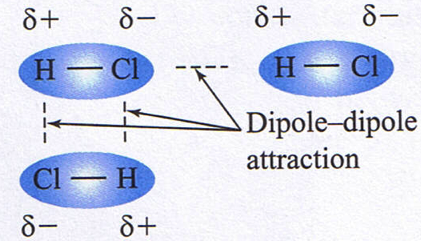 δ+ δ− δ+ δ−
H — Cl H — Cl
Dipole–dipole
attraction
Cl — H
δ− δ+